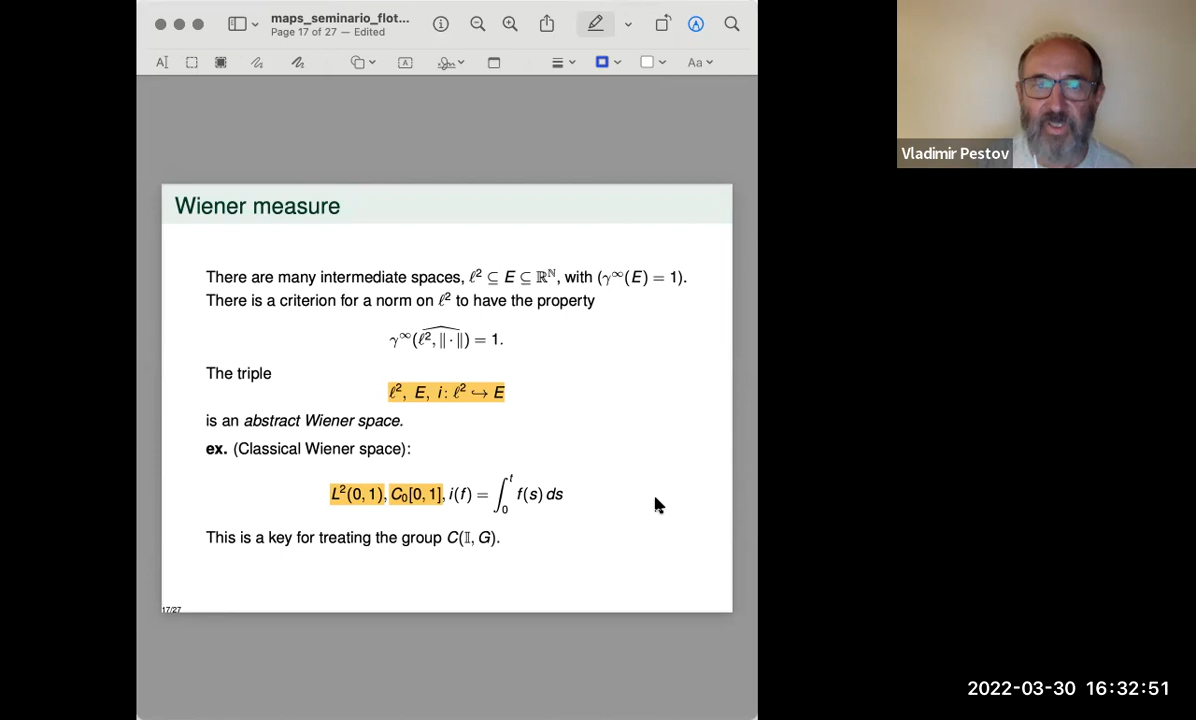 maps_seminario_flot...
Page 17 of 27 — Edited
Aa
Vladimir Pestov
Wiener measure
There are many intermediate spaces, ℓ² ⊆ E ⊆ ℝ^ℕ, with (γ^∞(E) = 1).
There is a criterion for a norm on ℓ² to have the property
γ^∞(\widehat{ℓ², ‖ · ‖}) = 1.
The triple
ℓ², E, i: ℓ² ↪ E
is an abstract Wiener space.
ex. (Classical Wiener space):
L²(0, 1), C₀[0, 1], i(f) = ∫₀ᵗ f(s) ds
This is a key for treating the group C(𝕀, G).
17/27
2022-03-30 16:32:51